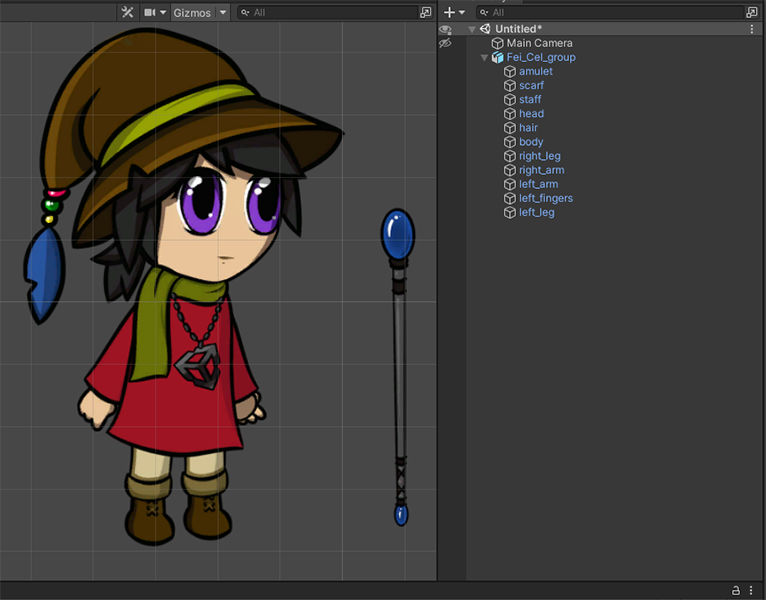 Gizmos
All
All
Untitled*
Main Camera
Fei_Cel_group
amulet
scarf
staff
head
hair
body
right_leg
right_arm
left_arm
left_fingers
left_leg